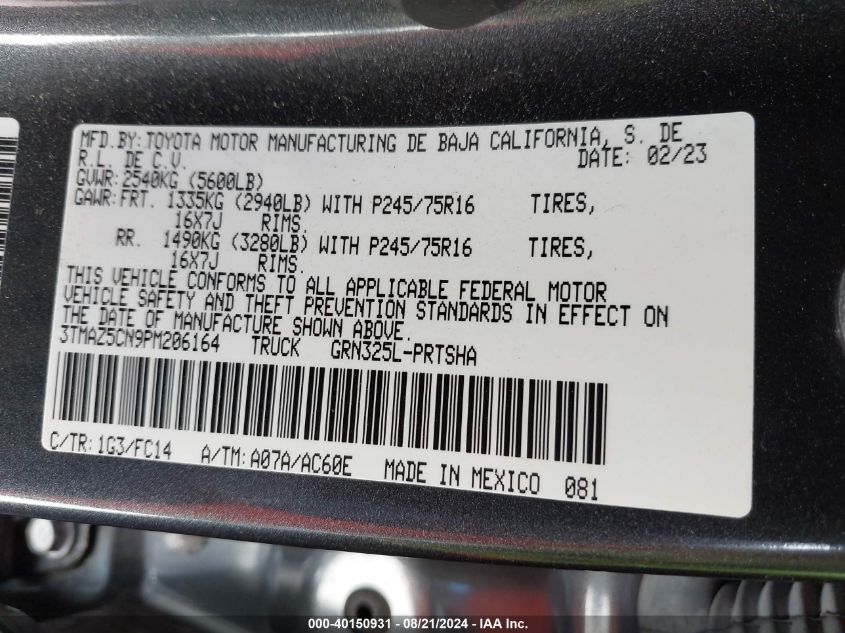 MFD.BY:TOYOTA MOTOR MANUFACTURING DE BAJA CALIFORNIA, S. DE
R.L. DE C.V. DATE: 02/23
GVWR:2540KG (5600LB)
GAWR:FRT. 1335KG (2940LB) WITH P245/75R16 TIRES,
16X7J RIMS.
RR. 1490KG (3280LB) WITH P245/75R16 TIRES,
16X7J RIMS.
THIS VEHICLE CONFORMS TO ALL APPLICABLE FEDERAL MOTOR
VEHICLE SAFETY AND THEFT PREVENTION STANDARDS IN EFFECT ON
THE DATE OF MANUFACTURE SHOWN ABOVE.
3TMAZ5CN9PM206164 TRUCK GRN325L-PRTSHA
C/TR:1G3/FC14 A/TM:A07A/AC60E MADE IN MEXICO 081
000-40150931 - 08/21/2024 - IAA Inc.